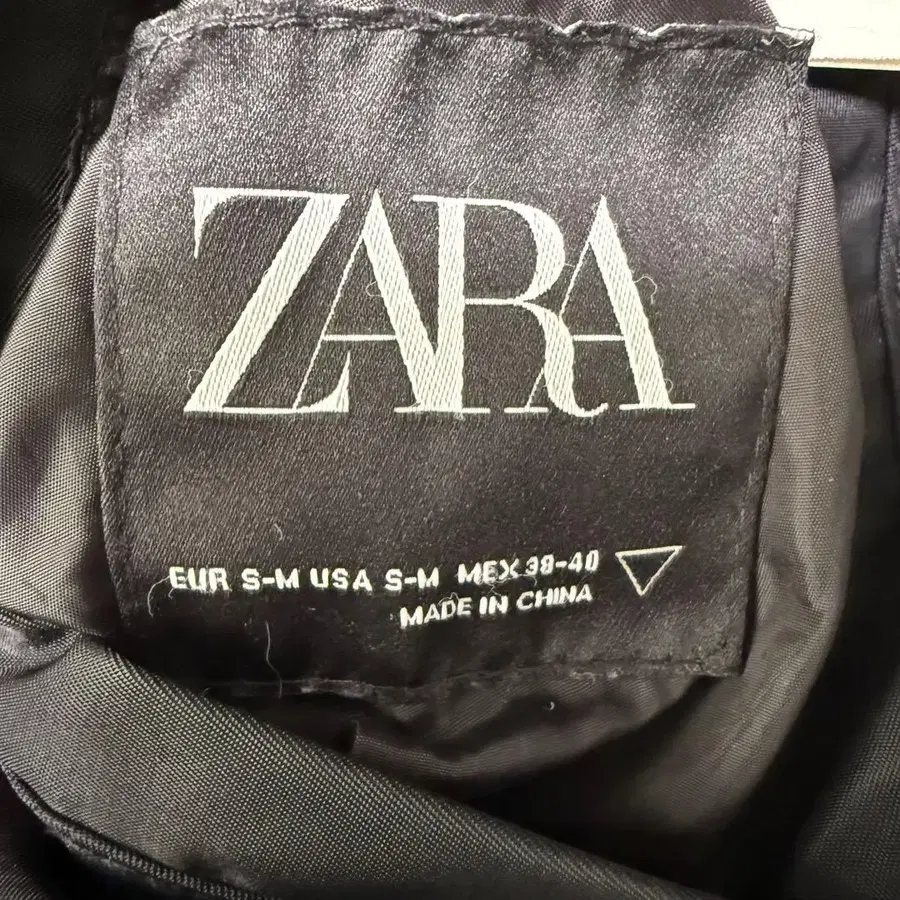 ZARA
EUR S-M USA S-M MEX 38-40
MADE IN CHINA